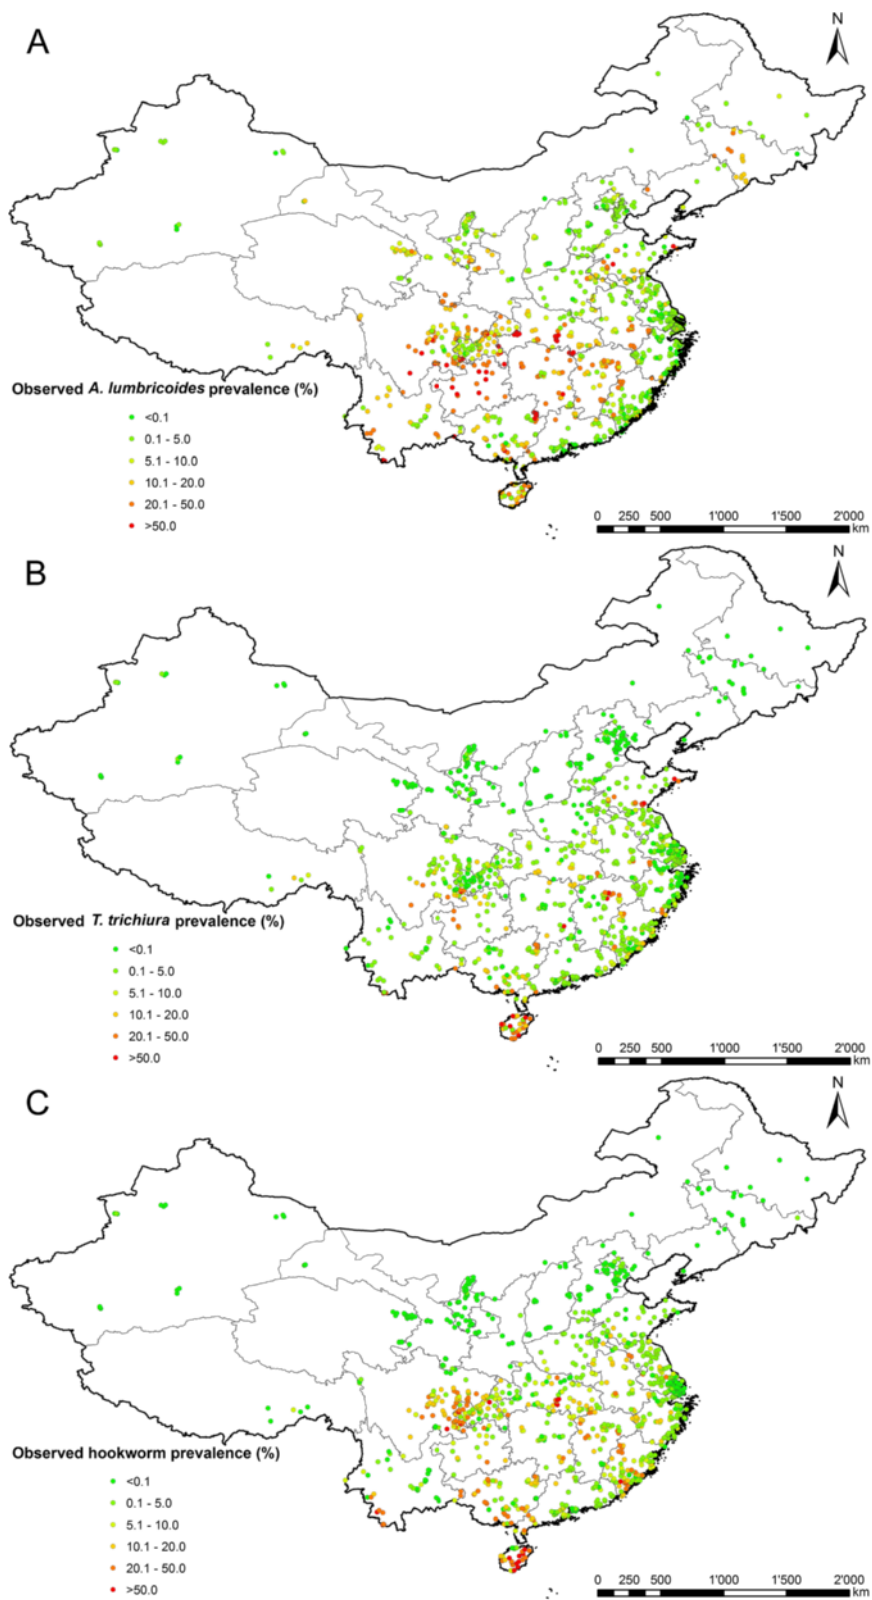 A
N
Observed A. lumbricoides prevalence (%)
<0.1
0.1 - 5.0
5.1 - 10.0
10.1 - 20.0
20.1 - 50.0
>50.0
0 250 500 1'000 1'500 2'000
km
B
N
Observed T. trichiura prevalence (%)
<0.1
0.1 - 5.0
5.1 - 10.0
10.1 - 20.0
20.1 - 50.0
>50.0
0 250 500 1'000 1'500 2'000
km
C
N
Observed hookworm prevalence (%)
<0.1
0.1 - 5.0
5.1 - 10.0
10.1 - 20.0
20.1 - 50.0
>50.0
0 250 500 1'000 1'500 2'000
km